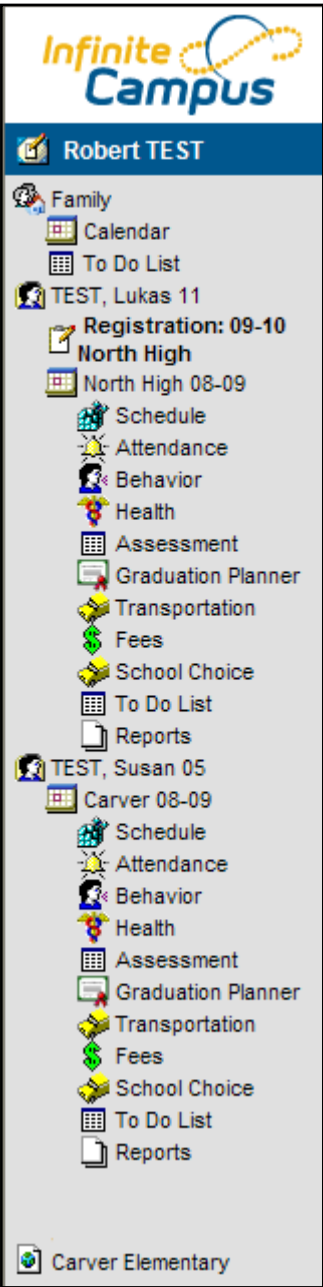 Infinite
Campus
Robert TEST
Family
Calendar
To Do List
TEST, Lukas 11
Registration: 09-10
North High
North High 08-09
Schedule
Attendance
Behavior
Health
Assessment
Graduation Planner
Transportation
Fees
School Choice
To Do List
Reports
TEST, Susan 05
Carver 08-09
Schedule
Attendance
Behavior
Health
Assessment
Graduation Planner
Transportation
Fees
School Choice
To Do List
Reports
Carver Elementary